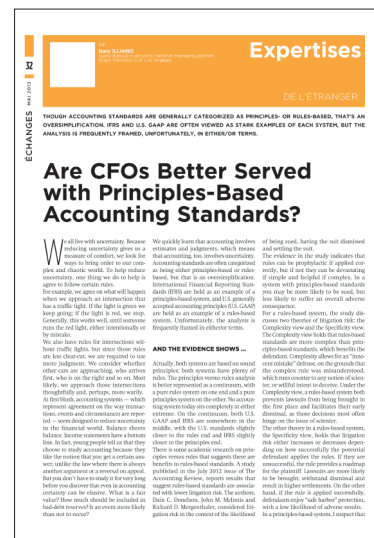 par
Gary ILLIANO
Grant Thornton LLP Los Angeles
Expertises
32
DE L'ÉTRANGER
ÉCHANGES MAI 2013
THOUGH ACCOUNTING STANDARDS ARE GENERALLY CATEGORIZED AS PRINCIPLES- OR RULES-BASED, THAT'S AN
OVERSIMPLIFICATION. IFRS AND U.S. GAAP ARE OFTEN VIEWED AS STARK EXAMPLES OF EACH SYSTEM, BUT THE
ANALYSIS IS FREQUENTLY FRAMED, UNFORTUNATELY, IN EITHER/OR TERMS.
Are CFOs Better Served
with Principles-Based
Accounting Standards?
We all live with uncertainty. Because
reducing uncertainty gives us a
measure of comfort, we look for
ways to bring order to our com-
plex and chaotic world. To help reduce
uncertainty, one thing we do to help is
agree to follow certain rules.
For example, we agree on what will happen
when we approach an intersection that
has a traffic light. If the light is green we
keep going; if the light is red, we stop.
Generally, this works well, until someone
runs the red light, either intentionally or
by mistake.
We also have rules for intersections with-
out traffic lights, but since those rules
are less clear-cut, we are required to use
more judgment. We consider whether
other cars are approaching, who arrives
first, who is on the right and so on. Most
likely, we approach those intersections
thoughtfully and, perhaps, more warily.
At first blush, accounting systems — which
represent agreement on the way transac-
tions, events and circumstances are repor-
ted — seem designed to reduce uncertainty
in the financial world. Balance sheets
balance. Income statements have a bottom
line. In fact, young people tell us that they
choose to study accounting because they
like the notion that you get a certain ans-
wer, unlike the law where there is always
another argument or a reversal on appeal.
But you don't have to study it for very long
before you discover that even in accounting
certainty can be elusive. What is a fair
value? How much should be included in
bad-debt reserves? Is an event more likely
than not to occur?
We quickly learn that accounting involves
estimates and judgments, which means
that accounting, too, involves uncertainty.
Accounting standards are often categorized
as being either principles-based or rules-
based, but that is an oversimplification.
International Financial Reporting Stan-
dards (IFRS) are held as an example of a
principles-based system, and U.S. generally
accepted accounting principles (U.S. GAAP)
are held as an example of a rules-based
system. Unfortunately, the analysis is
frequently framed in either/or terms.
AND THE EVIDENCE SHOWS ...
Actually, both systems are based on sound
principles; both systems have plenty of
rules. The principles versus rules analysis
is better represented as a continuum, with
a pure rules system on one end and a pure
principles system on the other. No accoun-
ting system today sits completely at either
extreme. On the continuum, both U.S.
GAAP and IFRS are somewhere in the
middle, with the U.S. standards slightly
closer to the rules end and IFRS slightly
closer to the principles end.
There is some academic research on prin-
ciples versus rules that suggests there are
benefits to rules-based standards. A study
published in the July 2012 issue of The
Accounting Review, reports results that
suggest rules-based standards are associa-
ted with lower litigation risk. The authors,
Dain C. Donelson, John M. McInnis and
Richard D. Mergenthaler, considered liti-
gation risk in the context of the likelihood
of being sued, having the suit dismissed
and settling the suit.
The evidence in the study indicates that
rules can be prophylactic if applied cor-
rectly, but if not they can be devastating
if simple and helpful if complex. In a
system with principles-based standards
you may be more likely to be sued, but
less likely to suffer an overall adverse
consequence.
For a rules-based system, the study dis-
cusses two theories of litigation risk: the
Complexity view and the Specificity view.
The Complexity view holds that rules-based
standards are more complex than prin-
ciples-based standards, which benefits the
defendant. Complexity allows for an "inno-
cent mistake" defense, on the grounds that
the complex rule was misunderstood,
which runs counter to any notion of scien-
ter, or willful intent to deceive. Under the
Complexity view, a rules-based system both
prevents lawsuits from being brought in
the first place and facilitates their early
dismissal, as those decisions most often
hinge on the issue of scienter.
The other theory in a rules-based system,
the Specificity view, holds that litigation
risk either increases or decreases depen-
ding on how successfully the potential
defendant applies the rules. If they are
unsuccessful, the rule provides a roadmap
for the plaintiff. Lawsuits are more likely
to be brought, withstand dismissal and
result in higher settlements. On the other
hand, if the rule is applied successfully,
defendants enjoy "safe harbor" protection,
with a low likelihood of adverse results.
In a principles-based system, I suspect that